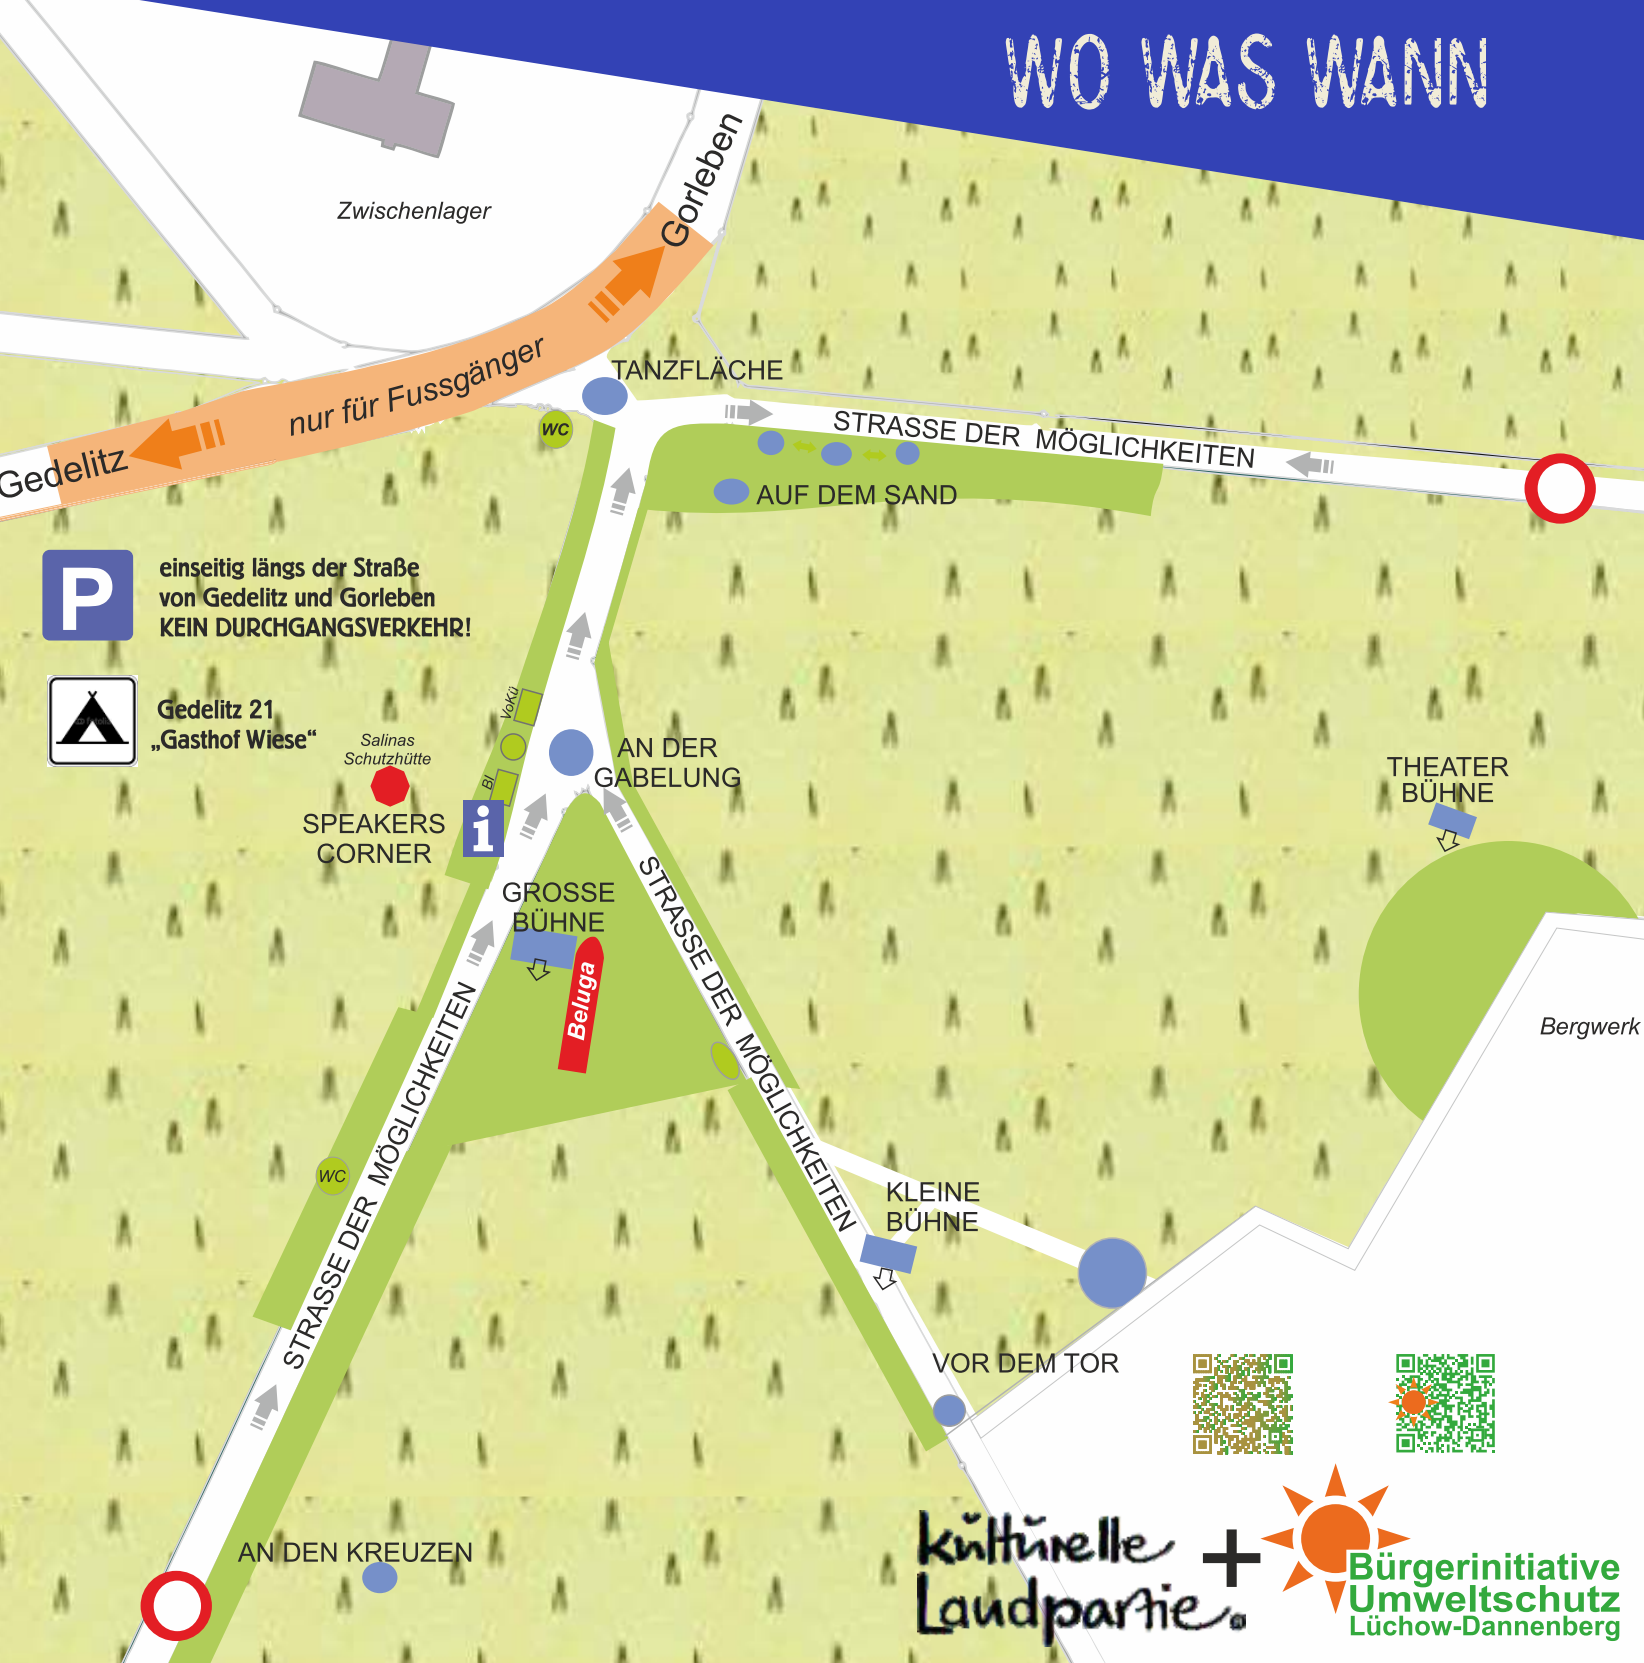 WO WAS WANN
Zwischenlager
Gorleben
nur für Fussgänger
Gedelitz
TANZFLÄCHE
WC
STRASSE DER MÖGLICHKEITEN
AUF DEM SAND
P
einseitig längs der Straße
von Gedelitz und Gorleben
KEIN DURCHGANGSVERKEHR!
Gedelitz 21
„Gasthof Wiese“
VoKü
BI
i
Salinas
Schutzhütte
SPEAKERS
CORNER
AN DER
GABELUNG
THEATER
BÜHNE
GROSSE
BÜHNE
Beluga
STRASSE DER MÖGLICHKEITEN
STRASSE DER MÖGLICHKEITEN
Bergwerk
WC
KLEINE
BÜHNE
VOR DEM TOR
AN DEN KREUZEN
kulturelle
Landpartie
+
Bürgerinitiative
Umweltschutz
Lüchow-Dannenberg